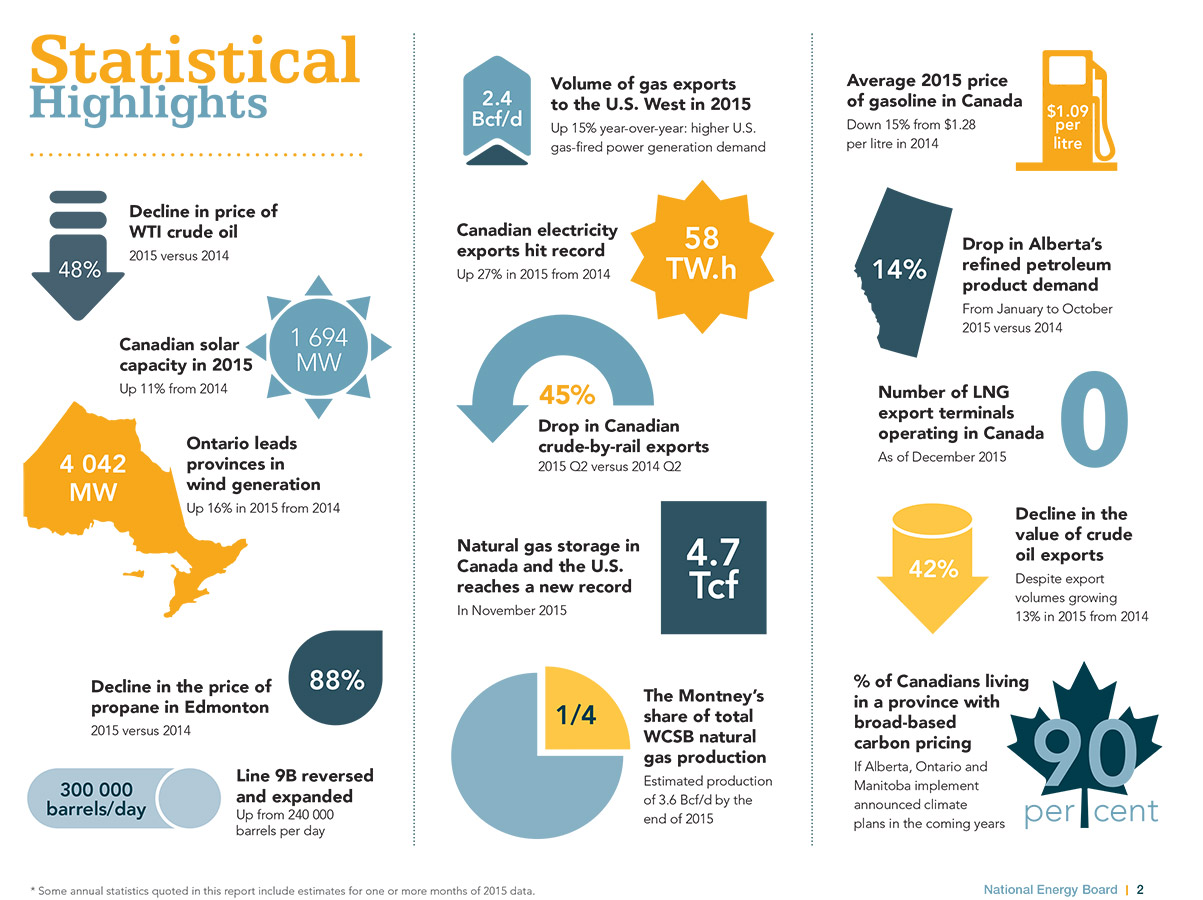 Statistical
Highlights
48%
Decline in price of
WTI crude oil
2015 versus 2014
Canadian solar
capacity in 2015
Up 11% from 2014
1 694
MW
4 042
MW
Ontario leads
provinces in
wind generation
Up 16% in 2015 from 2014
Decline in the price of
propane in Edmonton
2015 versus 2014
88%
300 000
barrels/day
Line 9B reversed
and expanded
Up from 240 000
barrels per day
2.4
Bcf/d
Volume of gas exports
to the U.S. West in 2015
Up 15% year-over-year: higher U.S.
gas-fired power generation demand
Canadian electricity
exports hit record
Up 27% in 2015 from 2014
58
TW.h
45%
Drop in Canadian
crude-by-rail exports
2015 Q2 versus 2014 Q2
Natural gas storage in
Canada and the U.S.
reaches a new record
In November 2015
4.7
Tcf
1/4
The Montney's
share of total
WCSB natural
gas production
Estimated production
of 3.6 Bcf/d by the
end of 2015
Average 2015 price
of gasoline in Canada
Down 15% from $1.28
per litre in 2014
$1.09
per
litre
14%
Drop in Alberta's
refined petroleum
product demand
From January to October
2015 versus 2014
Number of LNG
export terminals
operating in Canada
As of December 2015
0
42%
Decline in the
value of crude
oil exports
Despite export
volumes growing
13% in 2015 from 2014
% of Canadians living
in a province with
broad-based
carbon pricing
If Alberta, Ontario and
Manitoba implement
announced climate
plans in the coming years
90
per cent
* Some annual statistics quoted in this report include estimates for one or more months of 2015 data.
National Energy Board | 2